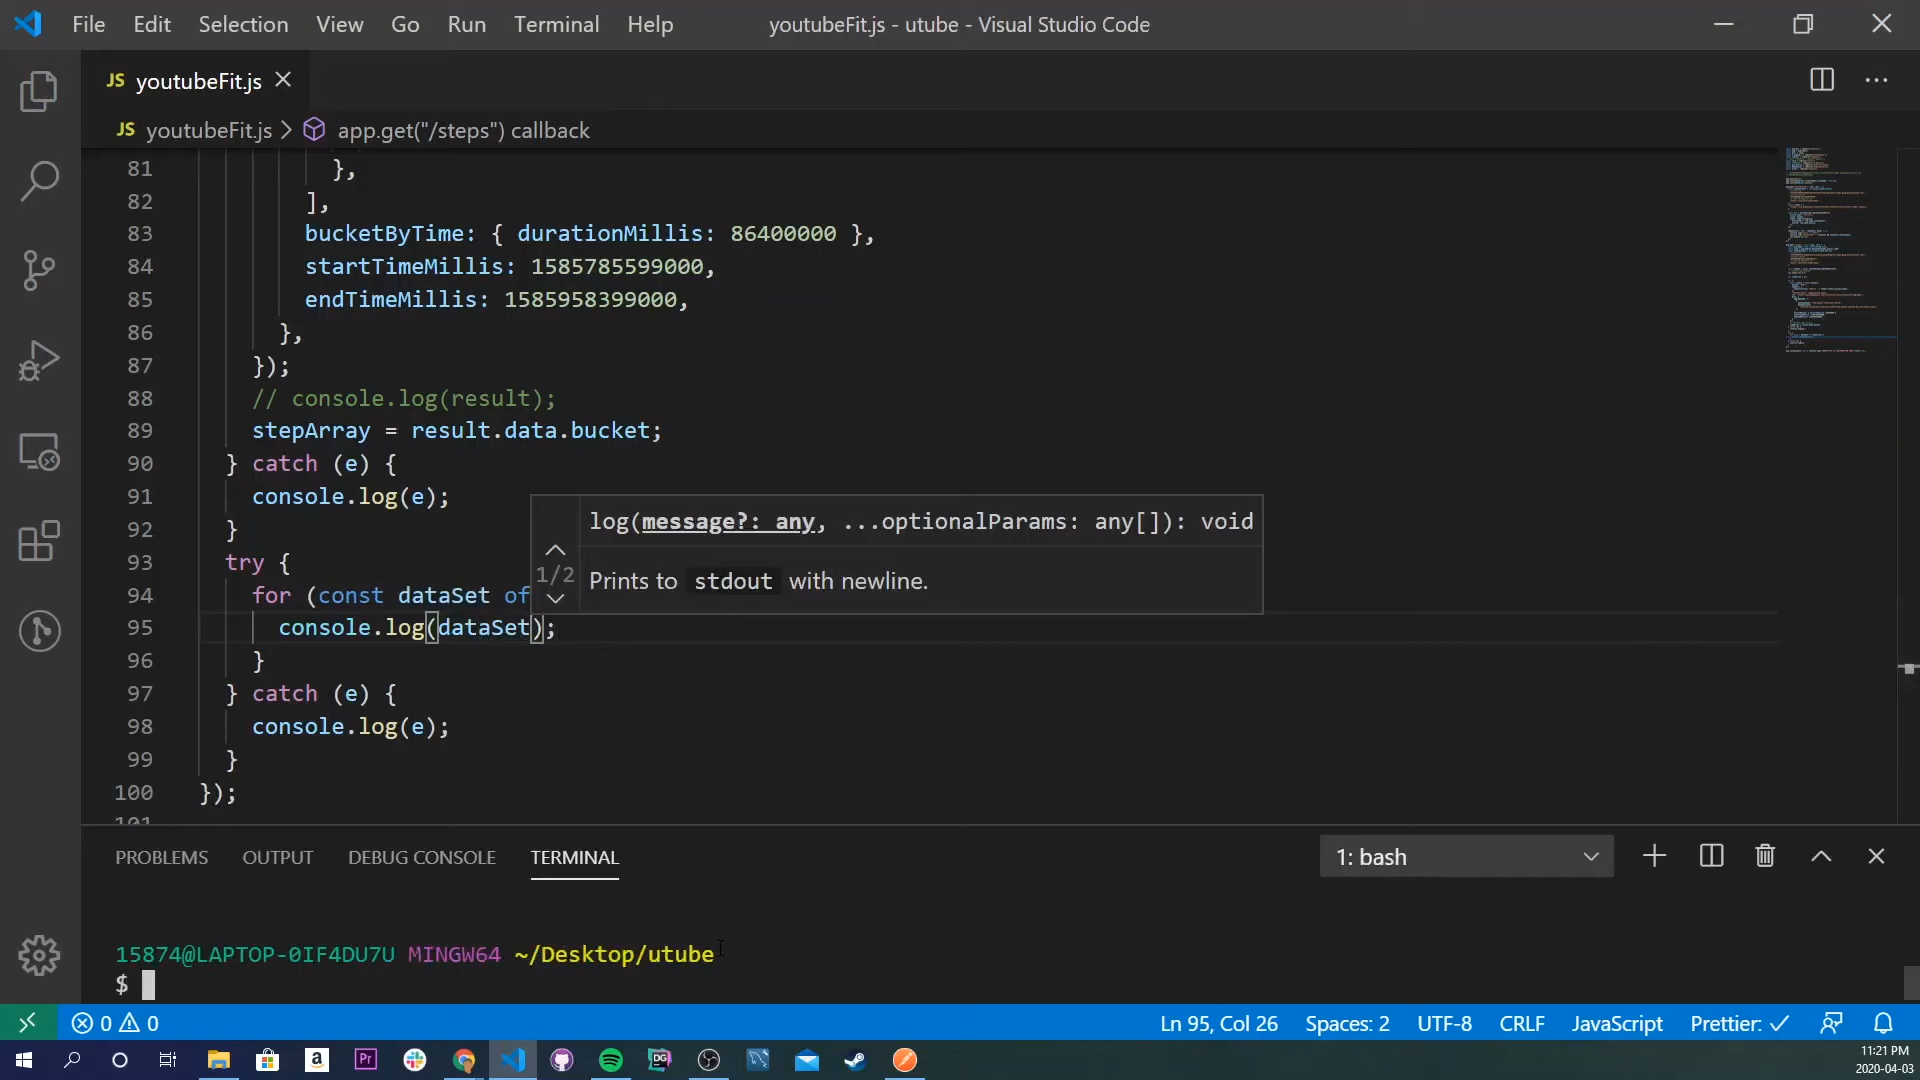 File Edit Selection View Go Run Terminal Help youtubeFit.js - utube - Visual Studio Code
JS youtubeFit.js
JS youtubeFit.js > app.get("/steps") callback
81 },
82 ],
83 bucketByTime: { durationMillis: 86400000 },
84 startTimeMillis: 1585785599000,
85 endTimeMillis: 1585958399000,
86 },
87 });
88 // console.log(result);
89 stepArray = result.data.bucket;
90 } catch (e) {
91 console.log(e);
92 }
log(message?: any, ...optionalParams: any[]): void
1/2 Prints to stdout with newline.
93 try {
94 for (const dataSet of
95 console.log(dataSet);
96 }
97 } catch (e) {
98 console.log(e);
99 }
100 });
101
PROBLEMS OUTPUT DEBUG CONSOLE TERMINAL 1: bash
15874@LAPTOP-0IF4DU7U MINGW64 ~/Desktop/utube
$
0 0 Ln 95, Col 26 Spaces: 2 UTF-8 CRLF JavaScript Prettier: ✓
Pr DG
11:21 PM
2020-04-03